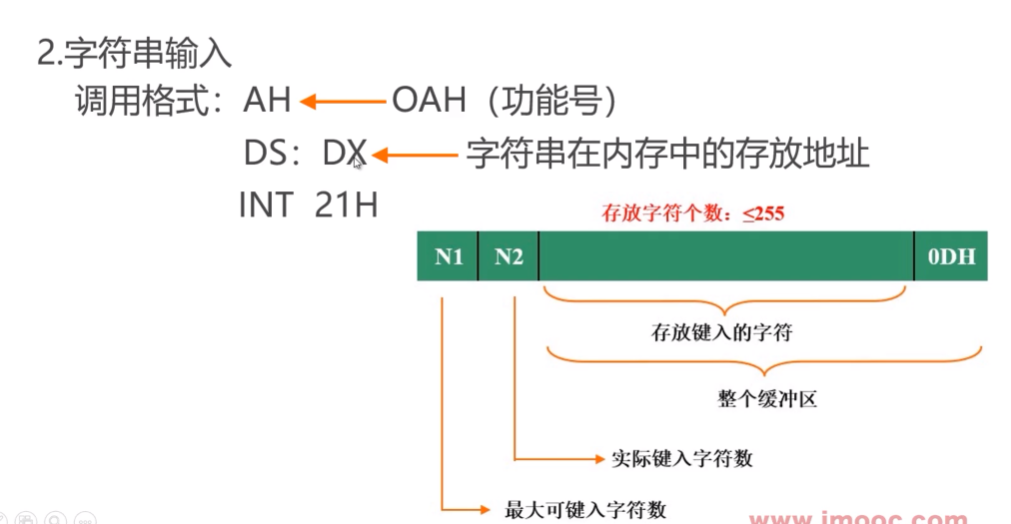 2.字符串输入
调用格式：AH ← OAH（功能号）
DS：DX ← 字符串在内存中的存放地址
INT 21H
存放字符个数：≤255
N1 N2 0DH
存放键入的字符
整个缓冲区
实际键入字符数
最大可键入字符数
www.imooc.com